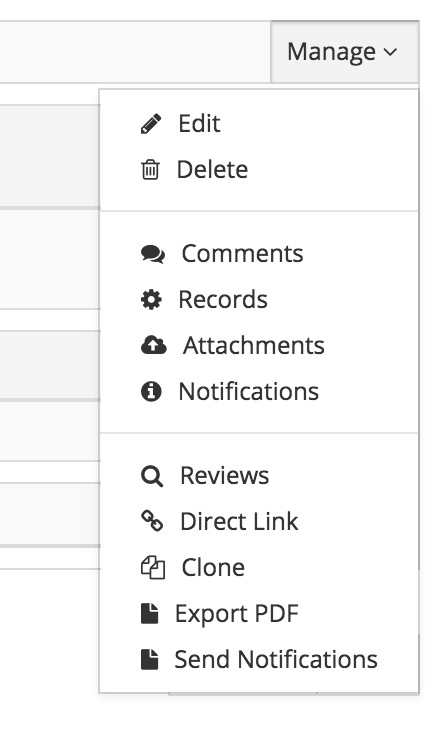 Manage
Edit
Delete
Comments
Records
Attachments
Notifications
Reviews
Direct Link
Clone
Export PDF
Send Notifications